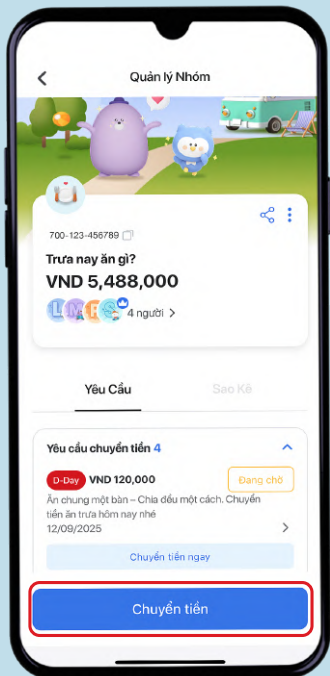 Quản lý Nhóm
700-123-456789
Trưa nay ăn gì?
VND 5,488,000
L M R S 4 người
Yêu Cầu Sao Kê
Yêu cầu chuyển tiền 4
D-Day VND 120,000 Đang chờ
Ăn chung một bàn – Chia đều một cách. Chuyển
tiền ăn trưa hôm nay nhé
12/09/2025
Chuyển tiền ngay
Chuyển tiền